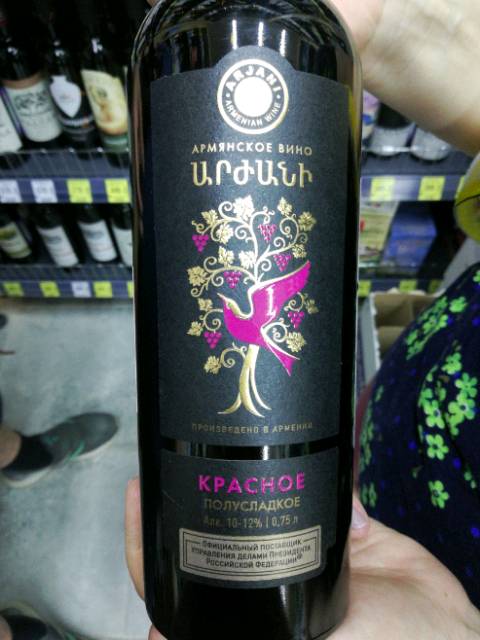 ARJANI
ARMENIAN WINE
АРМЯНСКОЕ ВИНО
ԱՐԺԱՆԻ
ПРОИЗВЕДЕНО В АРМЕНИИ
КРАСНОЕ
ПОЛУСЛАДКОЕ
Алк. 10-12% | 0,75 л
ОФИЦИАЛЬНЫЙ ПОСТАВЩИК
УПРАВЛЕНИЯ ДЕЛАМИ ПРЕЗИДЕНТА
РОССИЙСКОЙ ФЕДЕРАЦИИ